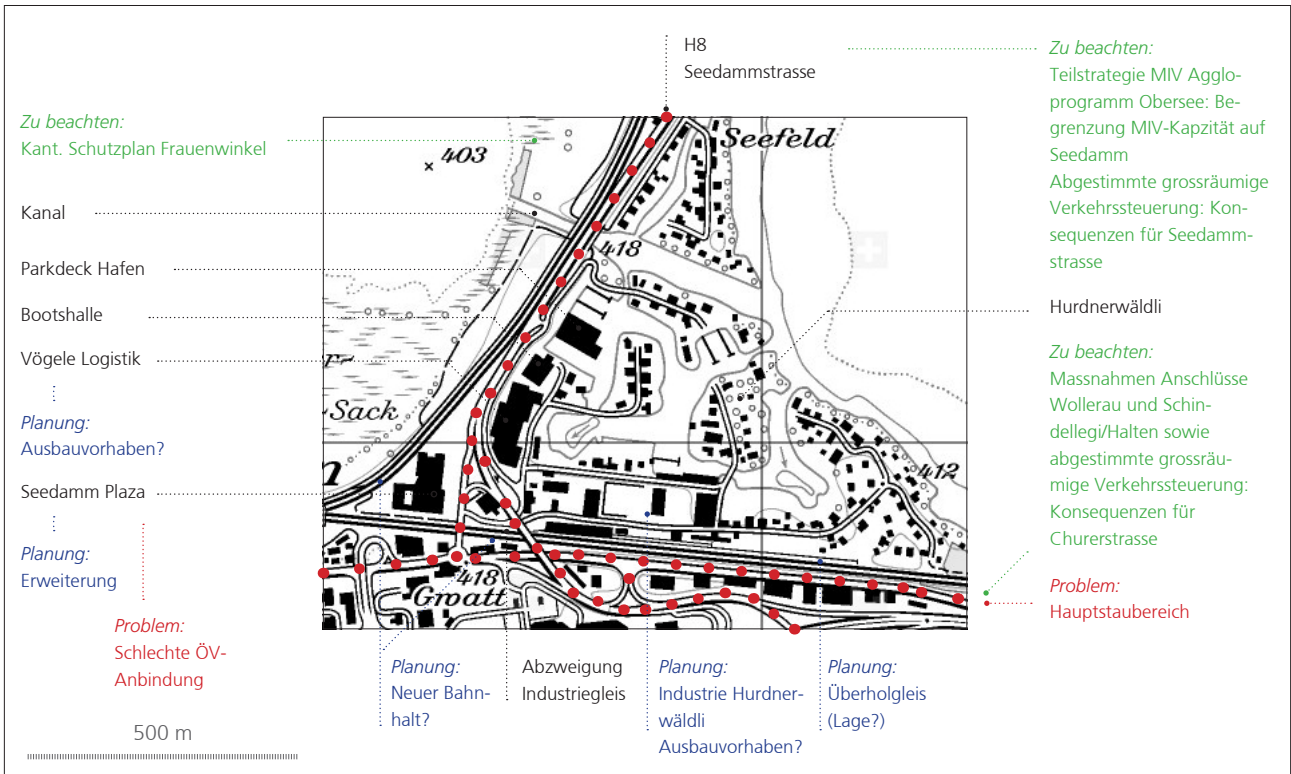 H8
Seedammstrasse
Zu beachten:
Kant. Schutzplan Frauenwinkel
Kanal
Parkdeck Hafen
Bootshalle
Vögele Logistik
Planung:
Ausbauvorhaben?
Seedamm Plaza
Planung:
Erweiterung
Problem:
Schlechte ÖV-
Anbindung
500 m
403
Seefeld
418
Sack
412
418
Gwatt
Planung:
Neuer Bahn-
halt?
Abzweigung
Industriegleis
Planung:
Industrie Hurdner-
wäldli
Ausbauvorhaben?
Planung:
Überholgleis
(Lage?)
Zu beachten:
Teilstrategie MIV Agglo-
programm Obersee: Be-
grenzung MIV-Kapzität auf
Seedamm
Abgestimmte grossräumige
Verkehrssteuerung: Kon-
sequenzen für Seedamm-
strasse
Hurdnerwäldli
Zu beachten:
Massnahmen Anschlüsse
Wollerau und Schin-
dellegi/Halten sowie
abgestimmte grossräu-
mige Verkehrssteuerung:
Konsequenzen für
Churerstrasse
Problem:
Hauptstaubereich